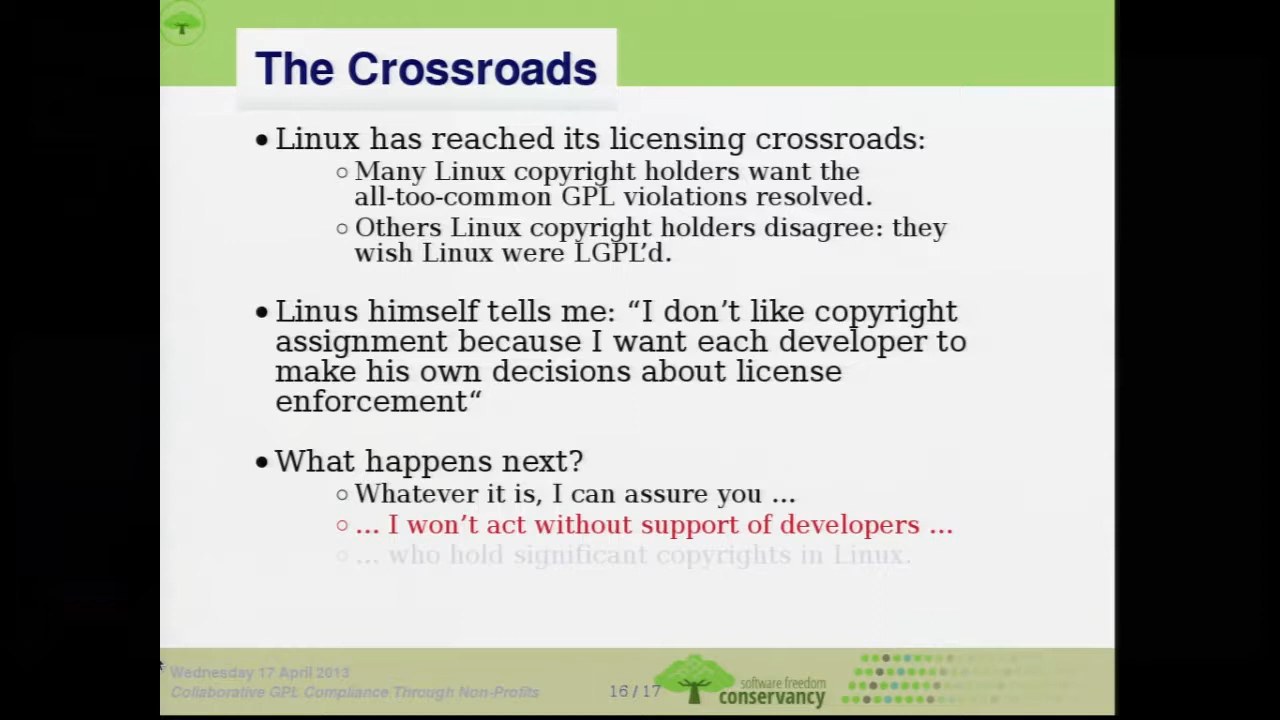 The Crossroads
• Linux has reached its licensing crossroads:
○ Many Linux copyright holders want the
all-too-common GPL violations resolved.
○ Others Linux copyright holders disagree: they
wish Linux were LGPL’d.
• Linus himself tells me: “I don’t like copyright
assignment because I want each developer to
make his own decisions about license
enforcement“
• What happens next?
○ Whatever it is, I can assure you …
○ … I won’t act without support of developers …
○ … who hold significant copyrights in Linux.
Wednesday 17 April 2013
Collaborative GPL Compliance Through Non-Profits
16 / 17
software freedom
conservancy